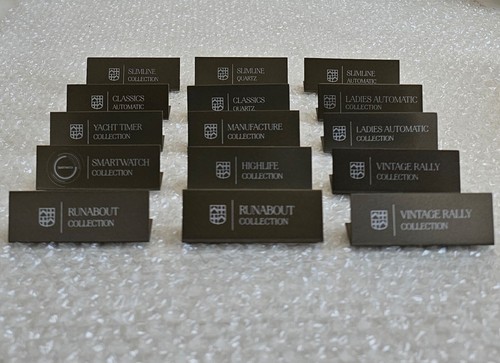 SLIMLINE
COLLECTION
SLIMLINE
QUARTZ
SLIMLINE
AUTOMATIC
CLASSICS
AUTOMATIC
CLASSICS
QUARTZ
LADIES AUTOMATIC
COLLECTION
YACHT TIMER
COLLECTION
MANUFACTURE
COLLECTION
LADIES AUTOMATIC
COLLECTION
SMARTWATCH
COLLECTION
HIGHLIFE
COLLECTION
VINTAGE RALLY
COLLECTION
RUNABOUT
COLLECTION
RUNABOUT
COLLECTION
VINTAGE RALLY
COLLECTION